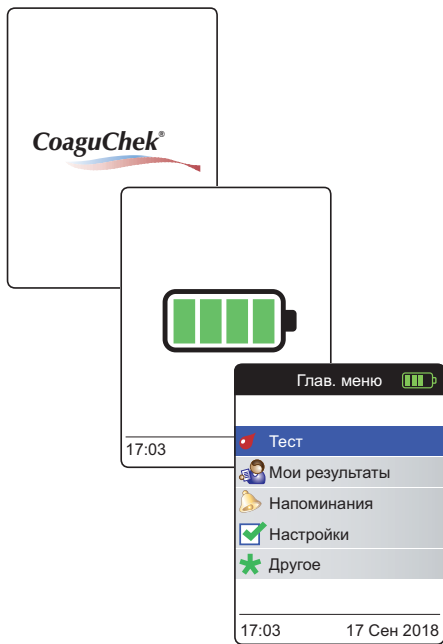 CoaguChek®
17:03
Глав. меню
Тест
Мои результаты
Напоминания
Настройки
Другое
17:03 17 Сен 2018